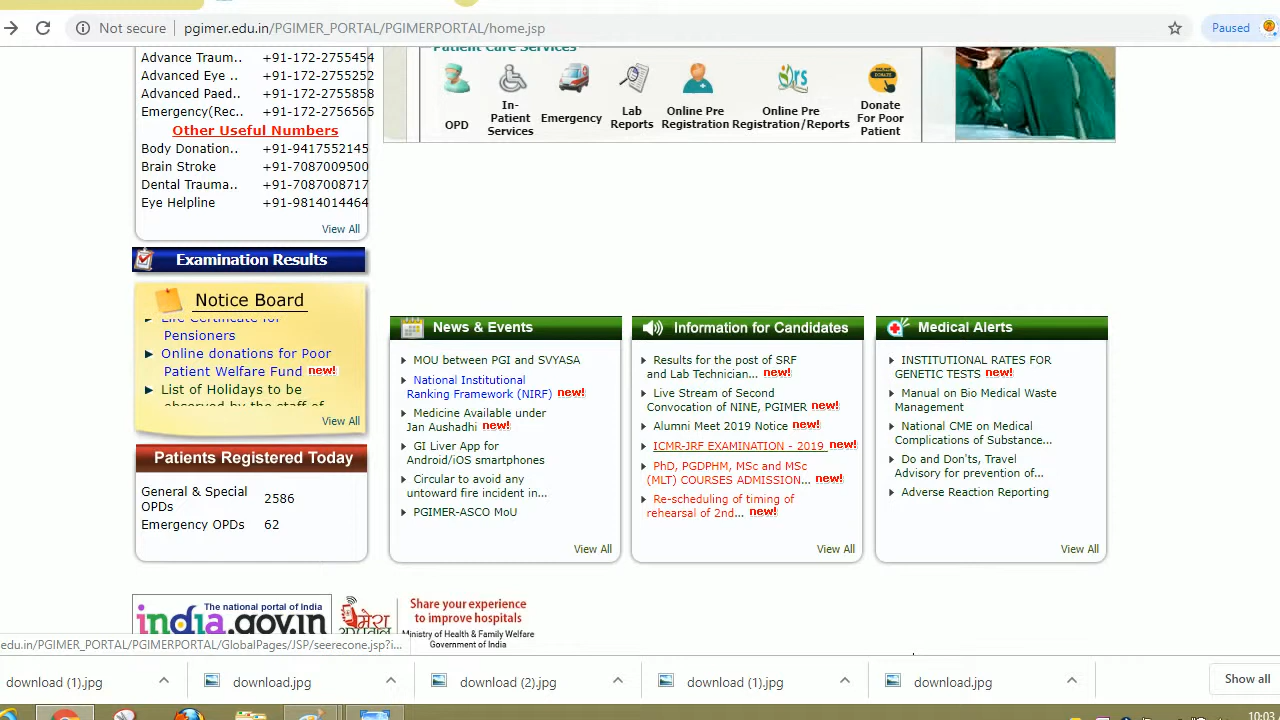 Not secure pgimer.edu.in/PGIMER_PORTAL/PGIMERPORTAL/home.jsp Paused
Advance Traum.. +91-172-2755454
Advanced Eye .. +91-172-2755252
Advanced Paed.. +91-172-2755858
Emergency(Rec.. +91-172-2756565
Other Useful Numbers
Body Donation.. +91-9417552145
Brain Stroke +91-7087009500
Dental Trauma.. +91-7087008717
Eye Helpline +91-9814014464
View All
Patient Care Services
OPD
In-
Patient
Services
Emergency
Lab
Reports
Online Pre
Registration
Online Pre
Registration/Reports
Donate
For Poor
Patient
Examination Results
Notice Board
Life Certificate for
Pensioners
Online donations for Poor
Patient Welfare Fund new!
List of Holidays to be
observed by the staff of
View All
Patients Registered Today
General & Special
OPDs 2586
Emergency OPDs 62
News & Events
MOU between PGI and SVYASA
National Institutional
Ranking Framework (NIRF) new!
Medicine Available under
Jan Aushadhi new!
GI Liver App for
Android/iOS smartphones
Circular to avoid any
untoward fire incident in...
PGIMER-ASCO MoU
View All
Information for Candidates
Results for the post of SRF
and Lab Technician... new!
Live Stream of Second
Convocation of NINE, PGIMER new!
Alumni Meet 2019 Notice new!
ICMR-JRF EXAMINATION - 2019 new!
PhD, PGDPHM, MSc and MSc
(MLT) COURSES ADMISSION... new!
Re-scheduling of timing of
rehearsal of 2nd... new!
View All
Medical Alerts
INSTITUTIONAL RATES FOR
GENETIC TESTS new!
Manual on Bio Medical Waste
Management
National CME on Medical
Complications of Substance...
Do and Don'ts, Travel
Advisory for prevention of...
Adverse Reaction Reporting
View All
The national portal of India
india.gov.in
मेरा
अस्पताल
Share your experience
to improve hospitals
Ministry of Health & Family Welfare
Government of India
edu.in/PGIMER_PORTAL/PGIMERPORTAL/GlobalPages/JSP/seerecone.jsp?i...
download (1).jpg
download.jpg
download (2).jpg
download (1).jpg
download.jpg
Show all
10:03